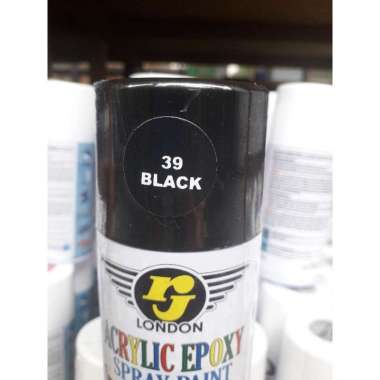 39
BLACK
rj
LONDON
ACRYLIC EPOXY
SPRAY PAINT